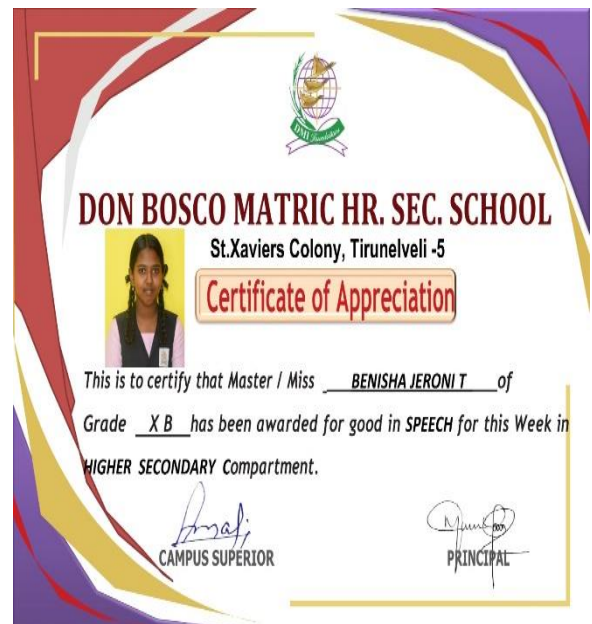 DMI Foundations
DON BOSCO MATRIC HR. SEC. SCHOOL
St.Xaviers Colony, Tirunelveli -5
Certificate of Appreciation
This is to certify that Master / Miss BENISHA JERONI T of
Grade X B has been awarded for good in SPEECH for this Week in
HIGHER SECONDARY Compartment.
CAMPUS SUPERIOR
PRINCIPAL